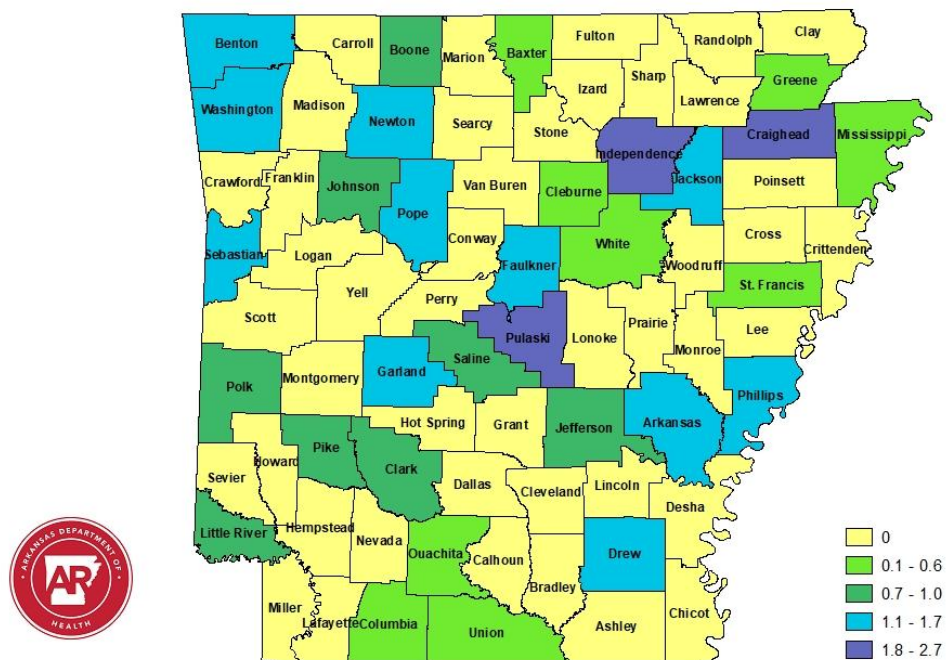 Benton
Carroll
Boone
Marion
Baxter
Fulton
Randolph
Clay
Sharp
Izard
Greene
Washington
Madison
Newton
Searcy
Stone
Lawrence
Independence
Craighead
Mississippi
Jackson
Crawford
Franklin
Johnson
Pope
Van Buren
Cleburne
Poinsett
Conway
White
Cross
Crittenden
Sebastian
Logan
Faulkner
Woodruff
Yell
Perry
St. Francis
Scott
Pulaski
Lonoke
Prairie
Lee
Saline
Monroe
Polk
Montgomery
Garland
Phillips
Hot Spring
Grant
Jefferson
Arkansas
Pike
Clark
Howard
Sevier
Dallas
Cleveland
Lincoln
Desha
Little River
Hempstead
Nevada
Ouachita
Calhoun
Drew
Bradley
Miller
Lafayette
Columbia
Union
Ashley
Chicot
ARKANSAS DEPARTMENT OF
AR
HEALTH
0
0.1 - 0.6
0.7 - 1.0
1.1 - 1.7
1.8 - 2.7